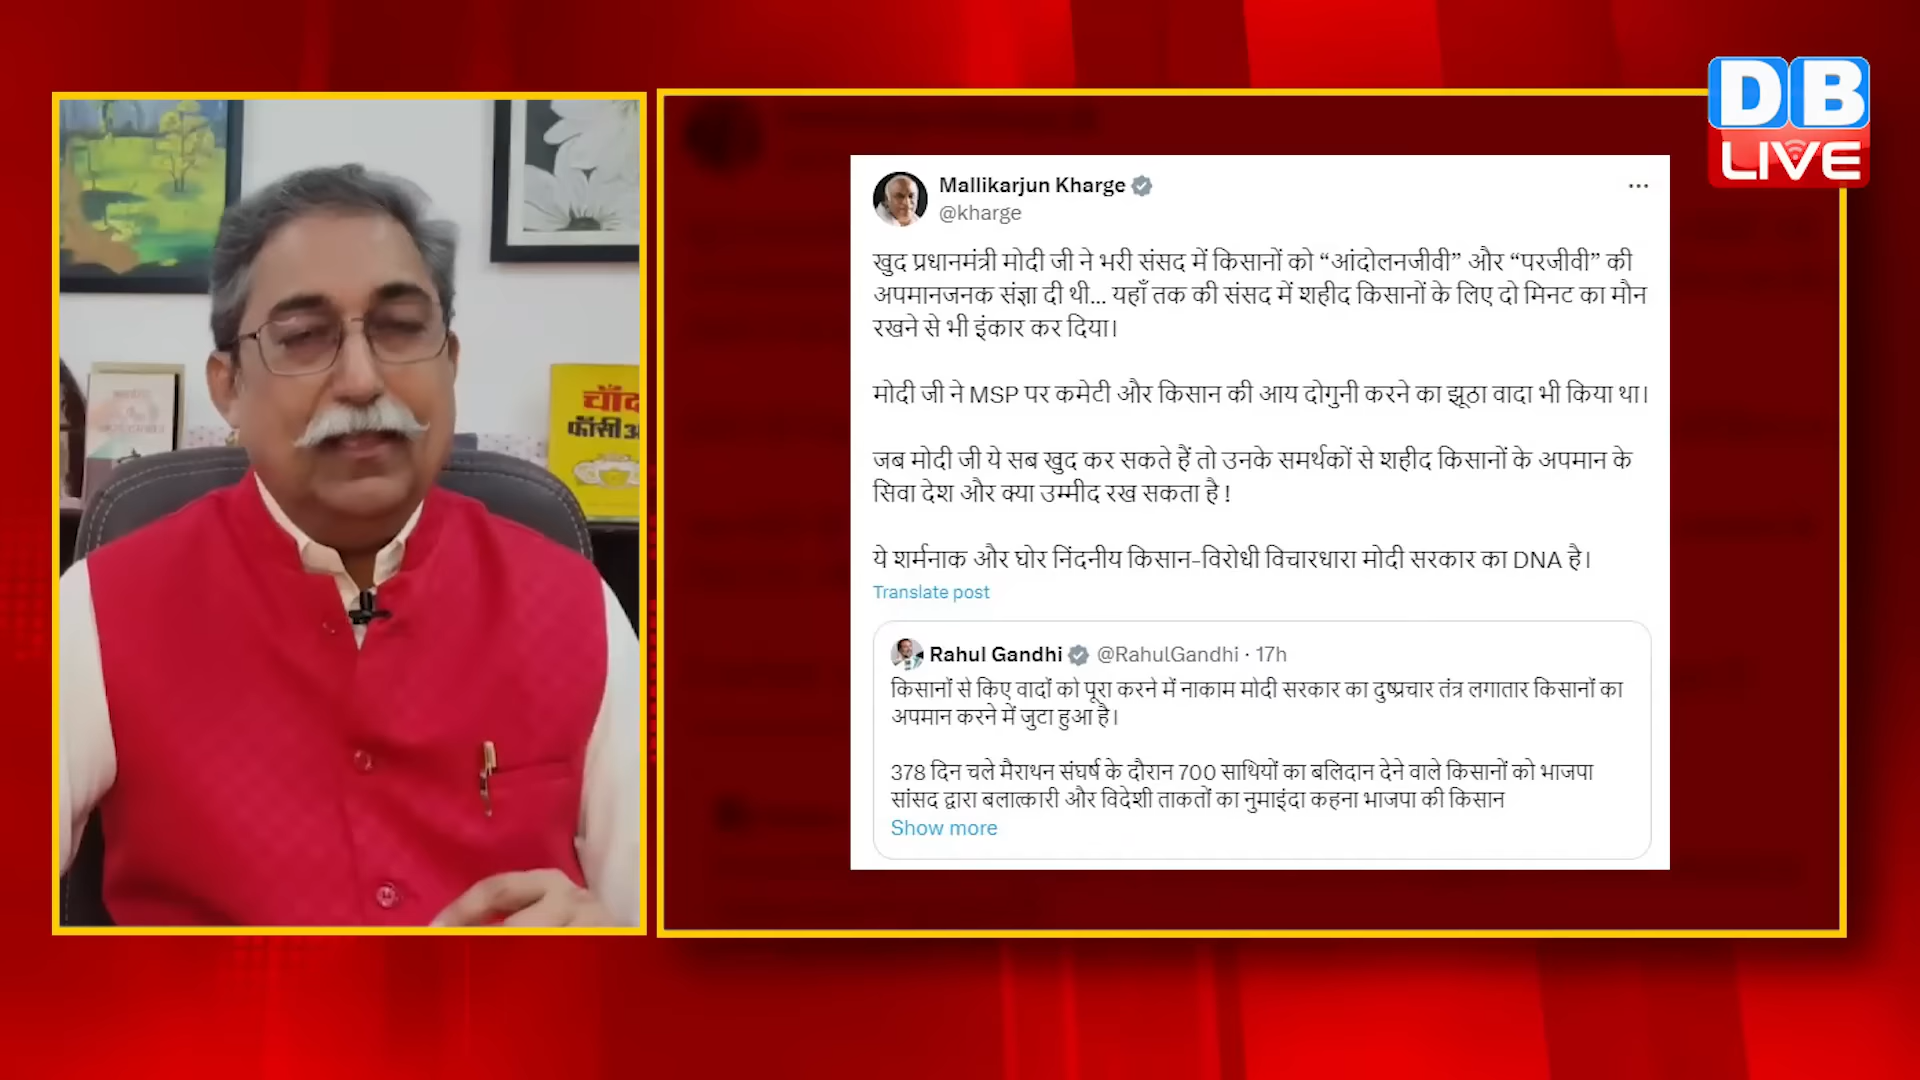 DB
LIVE
चाँद
फाँसी अ
Mallikarjun Kharge
@kharge
खुद प्रधानमंत्री मोदी जी ने भरी संसद में किसानों को “आंदोलनजीवी” और “परजीवी” की
अपमानजनक संज्ञा दी थी... यहाँ तक की संसद में शहीद किसानों के लिए दो मिनट का मौन
रखने से भी इंकार कर दिया।
मोदी जी ने MSP पर कमेटी और किसान की आय दोगुनी करने का झूठा वादा भी किया था।
जब मोदी जी ये सब खुद कर सकते हैं तो उनके समर्थकों से शहीद किसानों के अपमान के
सिवा देश और क्या उम्मीद रख सकता है !
ये शर्मनाक और घोर निंदनीय किसान-विरोधी विचारधारा मोदी सरकार का DNA है।
Translate post
Rahul Gandhi @RahulGandhi · 17h
किसानों से किए वादों को पूरा करने में नाकाम मोदी सरकार का दुष्प्रचार तंत्र लगातार किसानों का
अपमान करने में जुटा हुआ है।
378 दिन चले मैराथन संघर्ष के दौरान 700 साथियों का बलिदान देने वाले किसानों को भाजपा
सांसद द्वारा बलात्कारी और विदेशी ताकतों का नुमाइंदा कहना भाजपा की किसान
Show more